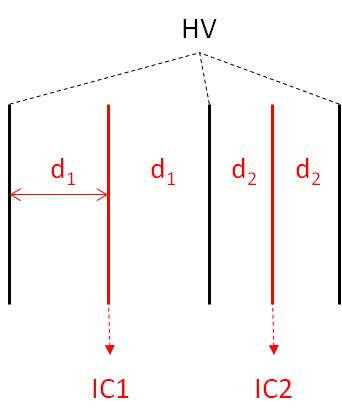 HV
d₁ d₁ d₂ d₂
IC1 IC2